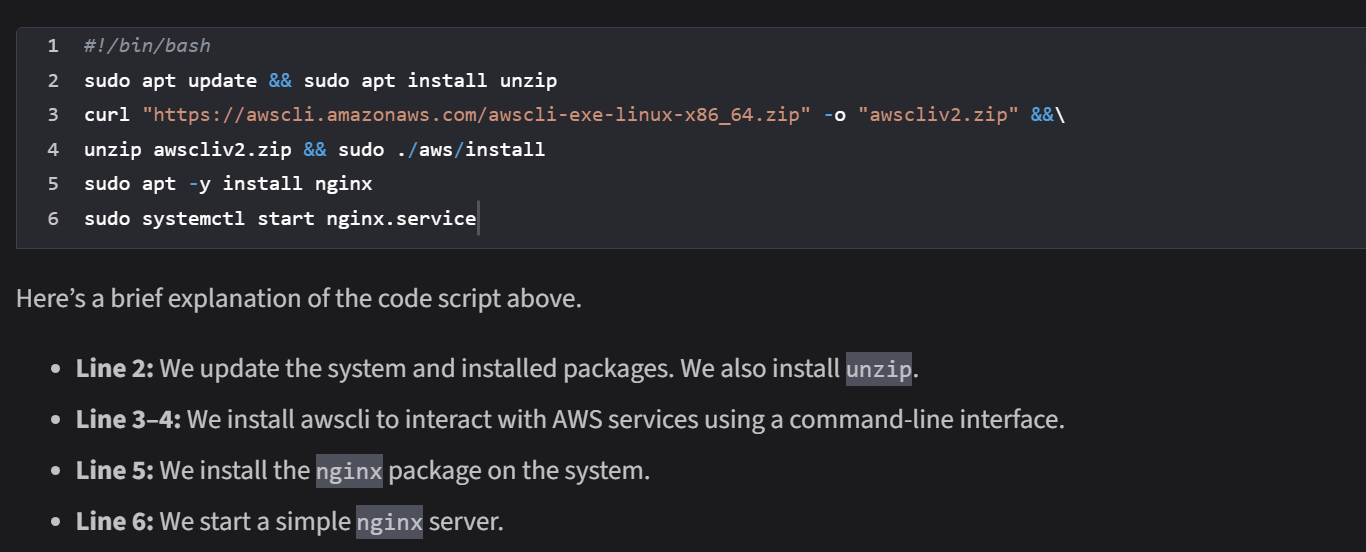 1 #!/bin/bash
2 sudo apt update && sudo apt install unzip
3 curl "https://awscli.amazonaws.com/awscli-exe-linux-x86_64.zip" -o "awscliv2.zip" &&\
4 unzip awscliv2.zip && sudo ./aws/install
5 sudo apt -y install nginx
6 sudo systemctl start nginx.service
Here’s a brief explanation of the code script above.
• Line 2: We update the system and installed packages. We also install unzip.
• Line 3–4: We install awscli to interact with AWS services using a command-line interface.
• Line 5: We install the nginx package on the system.
• Line 6: We start a simple nginx server.